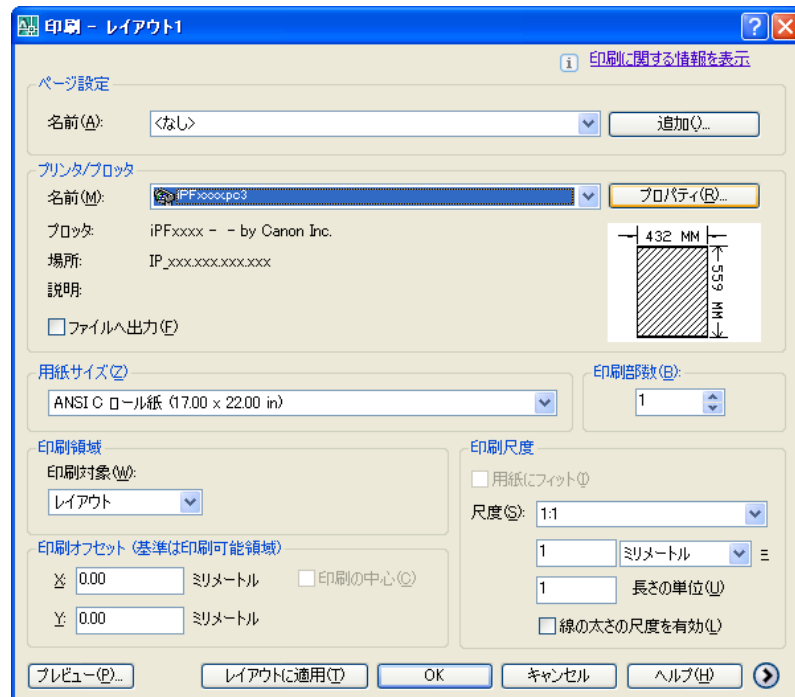 印刷 - レイアウト1
印刷に関する情報を表示
ページ設定
名前(A): <なし> 追加()...
プリンタ/プロッタ
名前(M): iPFxxxx.pc3 プロパティ(R)...
プロッタ: iPFxxxx - - by Canon Inc.
場所: IP_xxx.xxx.xxx.xxx
説明:
ファイルへ出力(F)
432 MM
559 MM
用紙サイズ(Z)
ANSI C ロール紙 (17.00 x 22.00 in)
印刷部数(B):
1
印刷領域
印刷対象(W):
レイアウト
印刷オフセット (基準は印刷可能領域)
X: 0.00 ミリメートル 印刷の中心(C)
Y: 0.00 ミリメートル
印刷尺度
用紙にフィット(I)
尺度(S): 1:1
1 ミリメートル =
1 長さの単位(U)
線の太さの尺度を有効(L)
プレビュー(P)... レイアウトに適用(T) OK キャンセル ヘルプ(H)